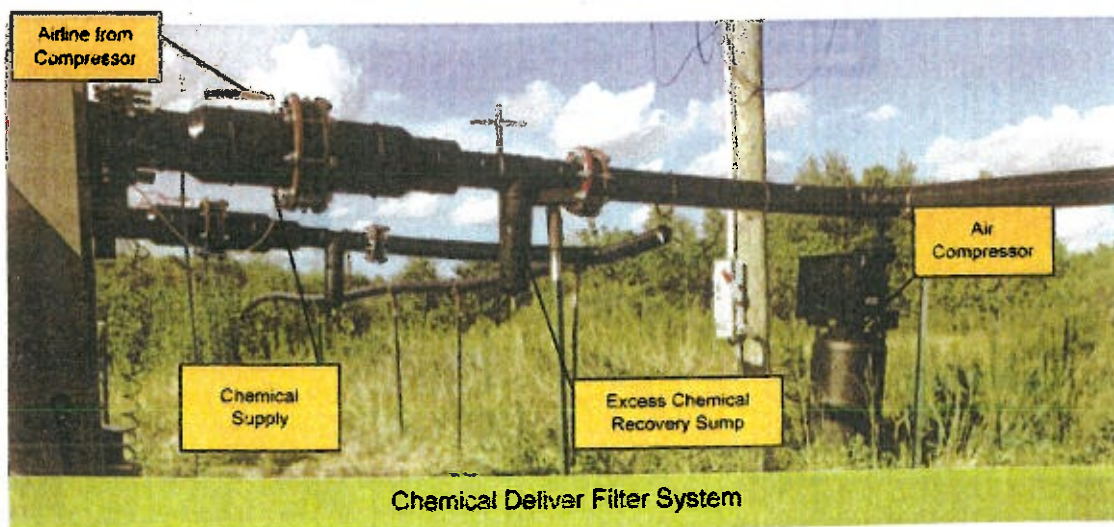 Airline from
Compressor
Air
Compressor
Chemical
Supply
Excess Chemical
Recovery Sump
Chemical Deliver Filter System